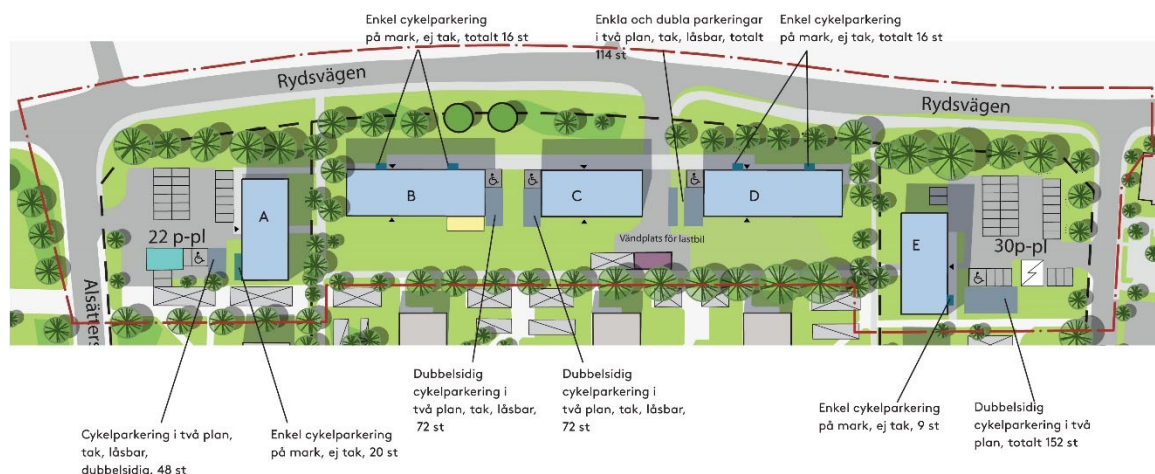 Enkel cykelparkering
på mark, ej tak, totalt 16 st
Enkla och dubla parkeringar
i två plan, tak, låsbar, totalt
114 st
Enkel cykelparkering
på mark, ej tak, totalt 16 st
Rydsvägen
Rydsvägen
A
B
C
D
E
22 p-pl
30p-pl
Vändplats för lastbil
Alsätters
Dubbelsidig
cykelparkering i
två plan, tak, låsbar,
72 st
Dubbelsidig
cykelparkering i
två plan, tak, låsbar,
72 st
Cykelparkering i två plan,
tak, låsbar,
dubbelsidig, 48 st
Enkel cykelparkering
på mark, ej tak, 20 st
Enkel cykelparkering
på mark, ej tak, 9 st
Dubbelsidig
cykelparkering i två
plan, totalt 152 st